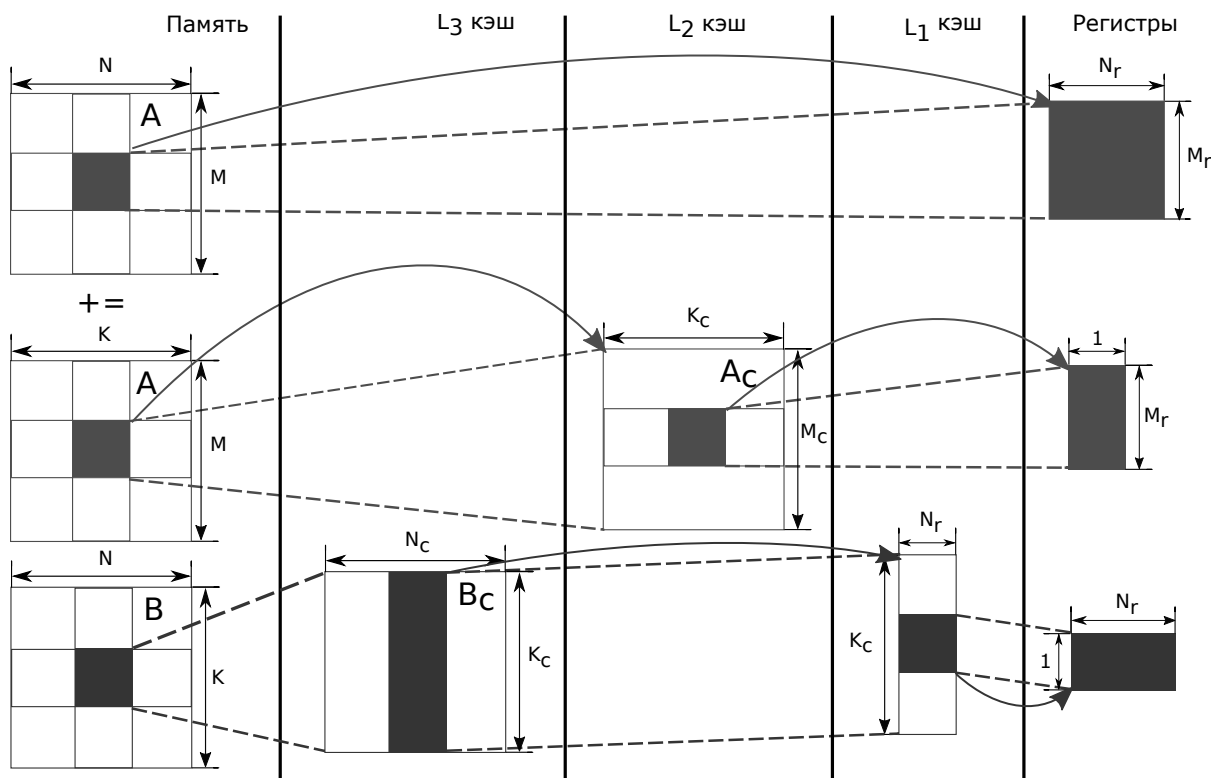 Память L3 кэш L2 кэш L1 кэш Регистры
N
A
M
Nr
Mr
+=
K
A
M
Kc
Ac
Mc
1
Mr
N
B
K
Nc
Bc
Kc
Nr
Kc
Nr
1